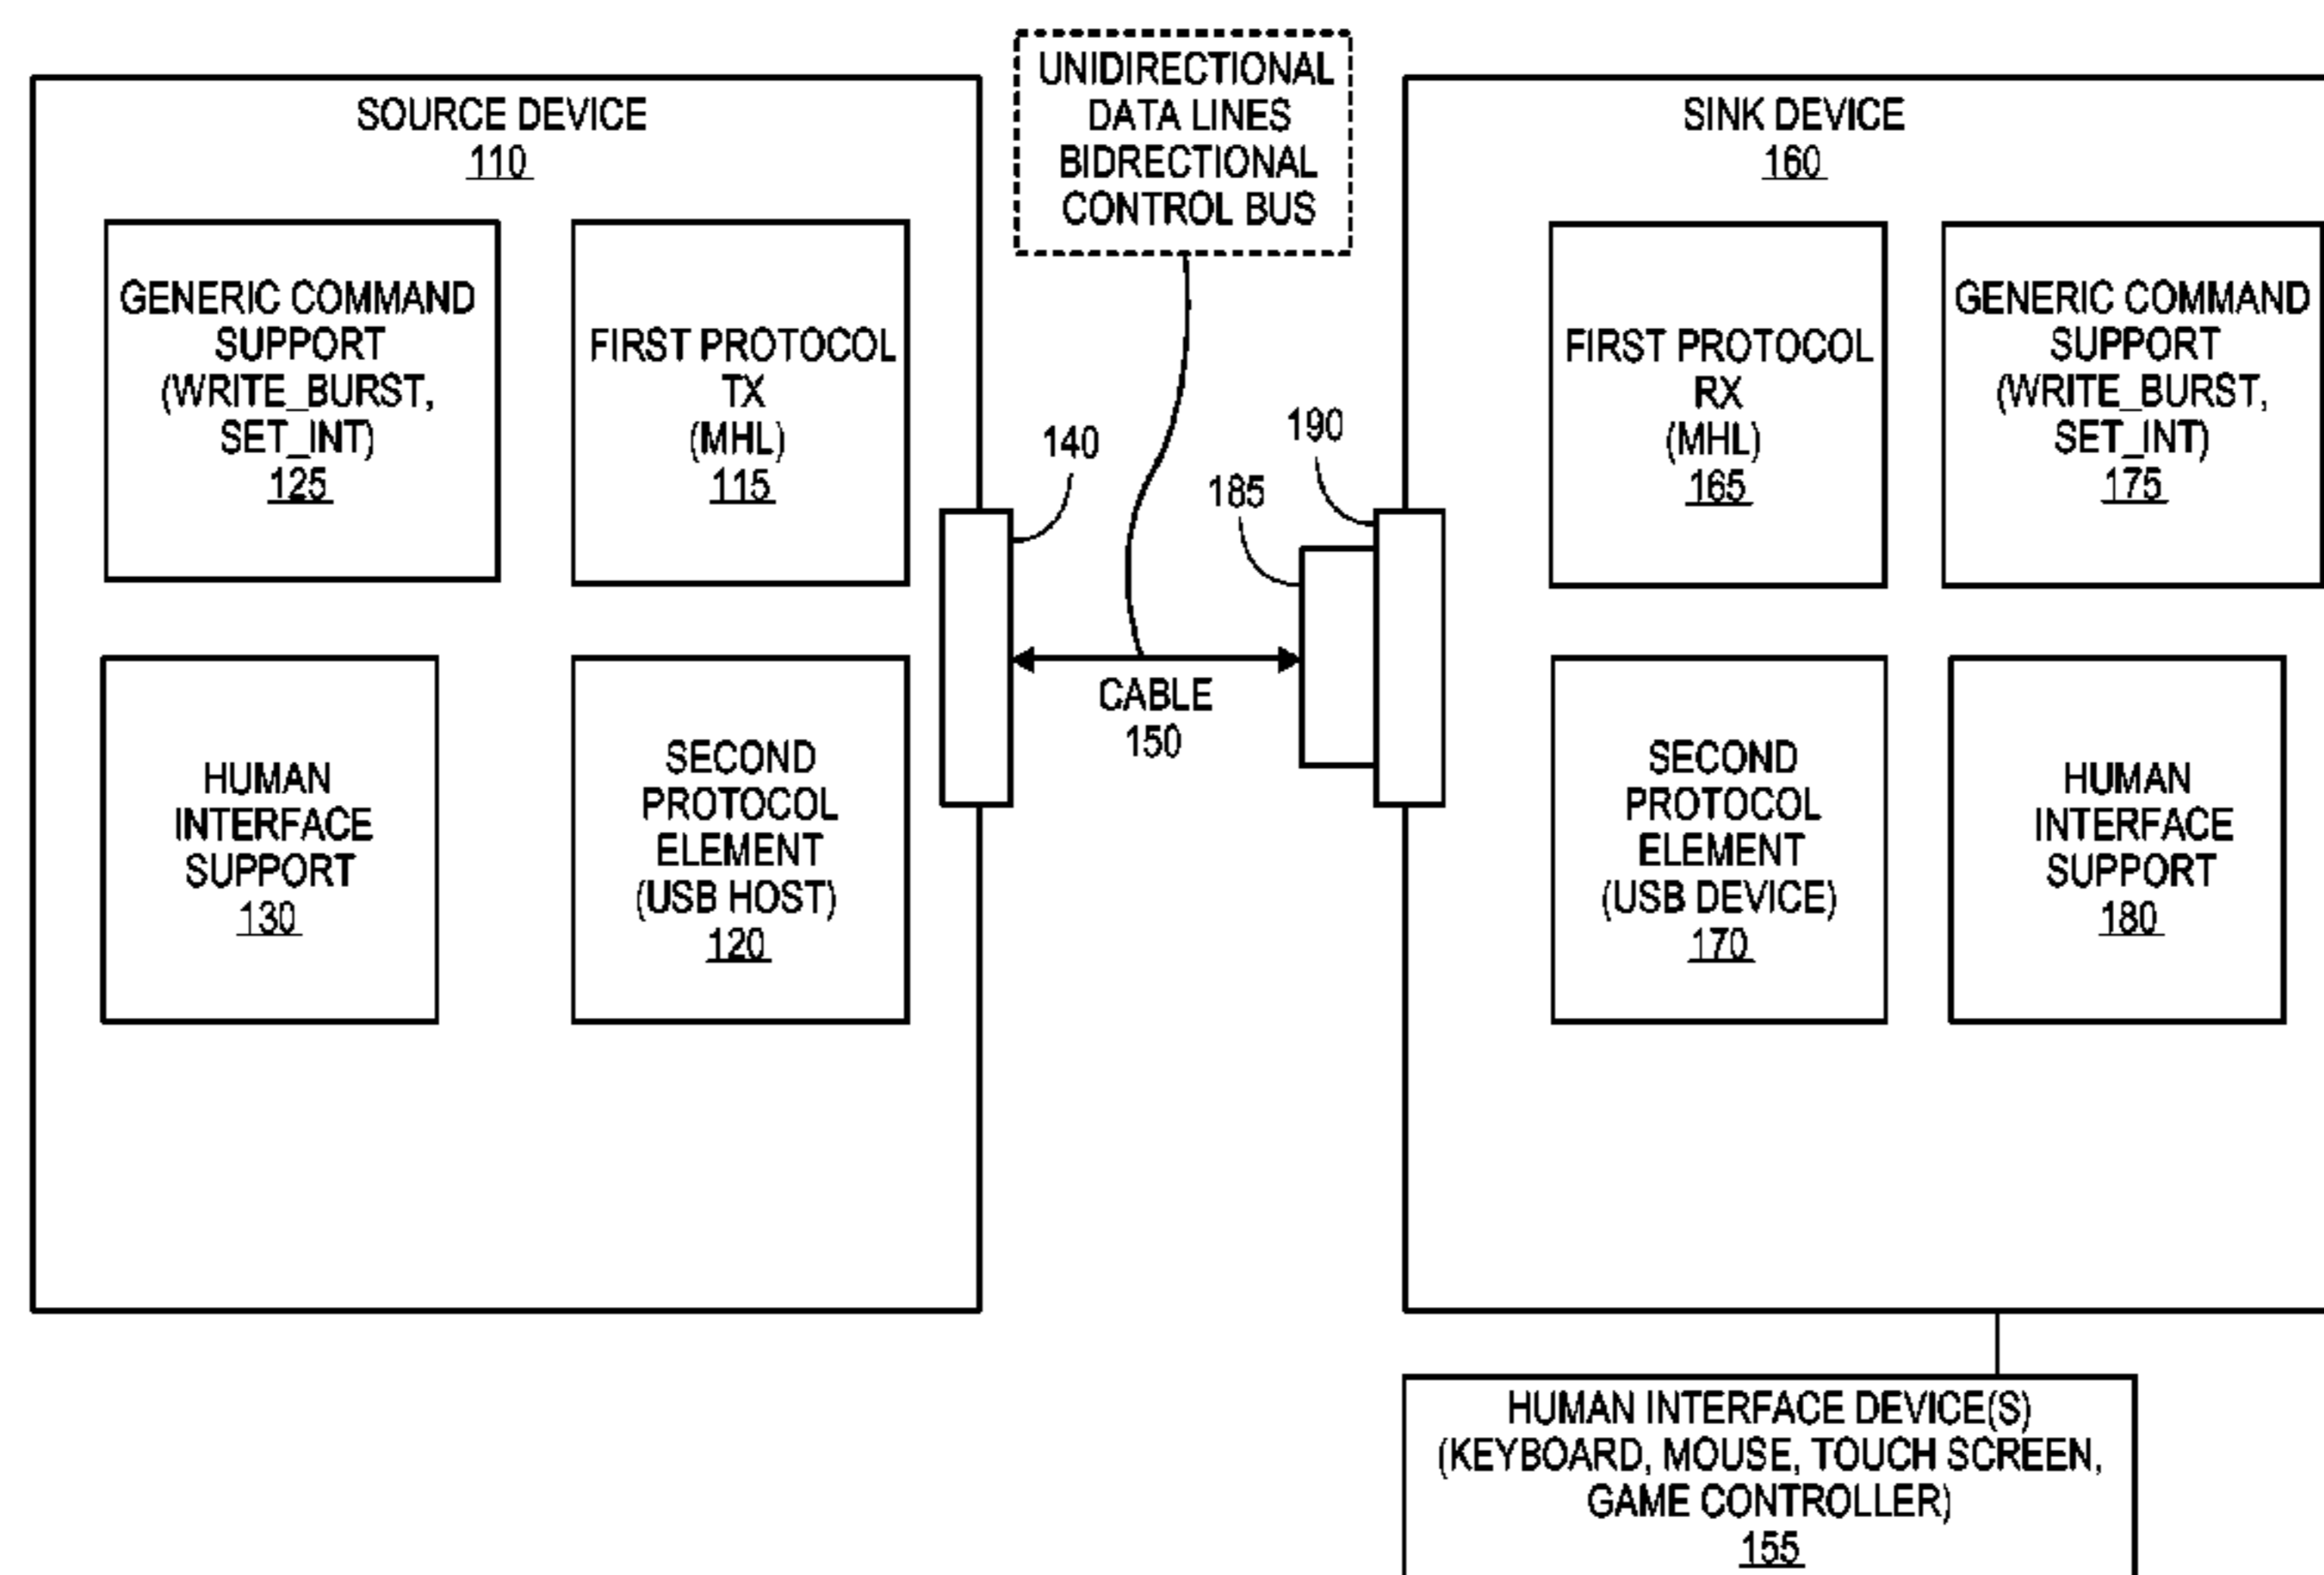 UNIDIRECTIONAL
DATA LINES
BIDRECTIONAL
CONTROL BUS
SOURCE DEVICE
110
GENERIC COMMAND
SUPPORT
(WRITE_BURST,
SET_INT)
125
FIRST PROTOCOL
TX
(MHL)
115
HUMAN
INTERFACE
SUPPORT
130
SECOND
PROTOCOL
ELEMENT
(USB HOST)
120
140
CABLE
150
185
190
SINK DEVICE
160
FIRST PROTOCOL
RX
(MHL)
165
GENERIC COMMAND
SUPPORT
(WRITE_BURST,
SET_INT)
175
SECOND
PROTOCOL
ELEMENT
(USB DEVICE)
170
HUMAN
INTERFACE
SUPPORT
180
HUMAN INTERFACE DEVICE(S)
(KEYBOARD, MOUSE, TOUCH SCREEN,
GAME CONTROLLER)
155